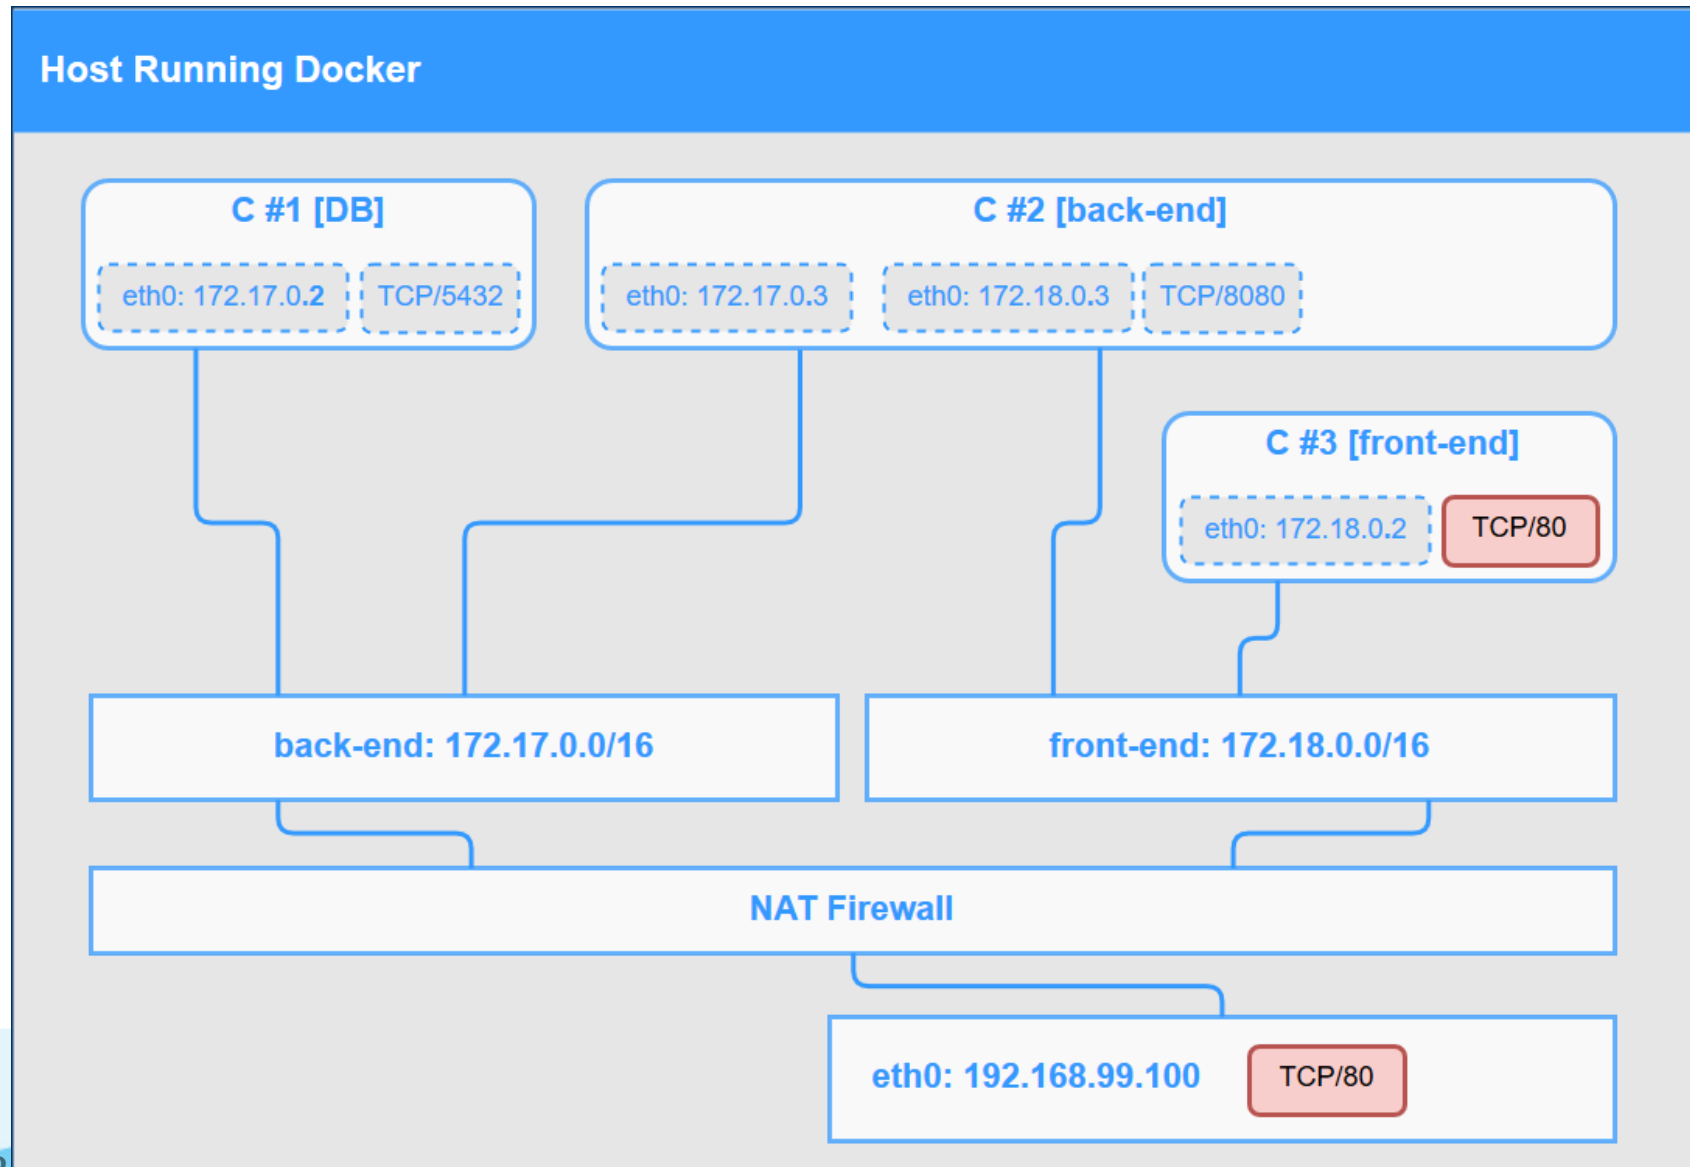 Host Running Docker
C #1 [DB]
eth0: 172.17.0.2
TCP/5432
C #2 [back-end]
eth0: 172.17.0.3
eth0: 172.18.0.3
TCP/8080
C #3 [front-end]
eth0: 172.18.0.2
TCP/80
back-end: 172.17.0.0/16
front-end: 172.18.0.0/16
NAT Firewall
eth0: 192.168.99.100
TCP/80